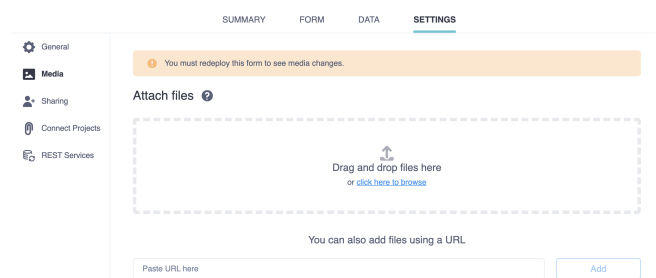 SUMMARY FORM DATA SETTINGS
General
Media
Sharing
Connect Projects
REST Services
You must redeploy this form to see media changes.
Attach files ?
Drag and drop files here
or click here to browse
You can also add files using a URL
Paste URL here
Add